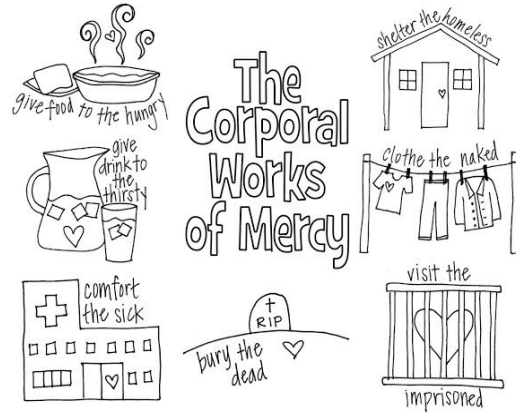 give food to the hungry
The
Corporal
Works
of Mercy
shelter the homeless
give
drink to
the
thirsty
clothe the naked
comfort
the sick
RIP
bury the
dead
visit the
imprisoned